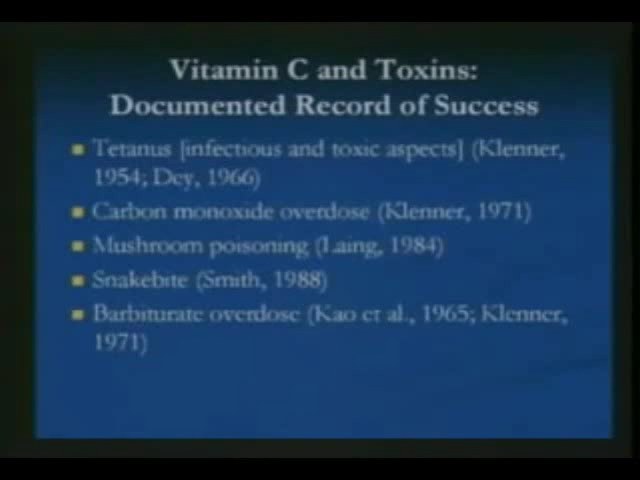 Vitamin C and Toxins:
Documented Record of Success
Tetanus [infectious and toxic aspects] (Klenner,
1954; Dey, 1966)
Carbon monoxide overdose (Klenner, 1971)
Mushroom poisoning (Laing, 1984)
Snakebite (Smith, 1988)
Barbiturate overdose (Kao et al., 1965; Klenner,
1971)